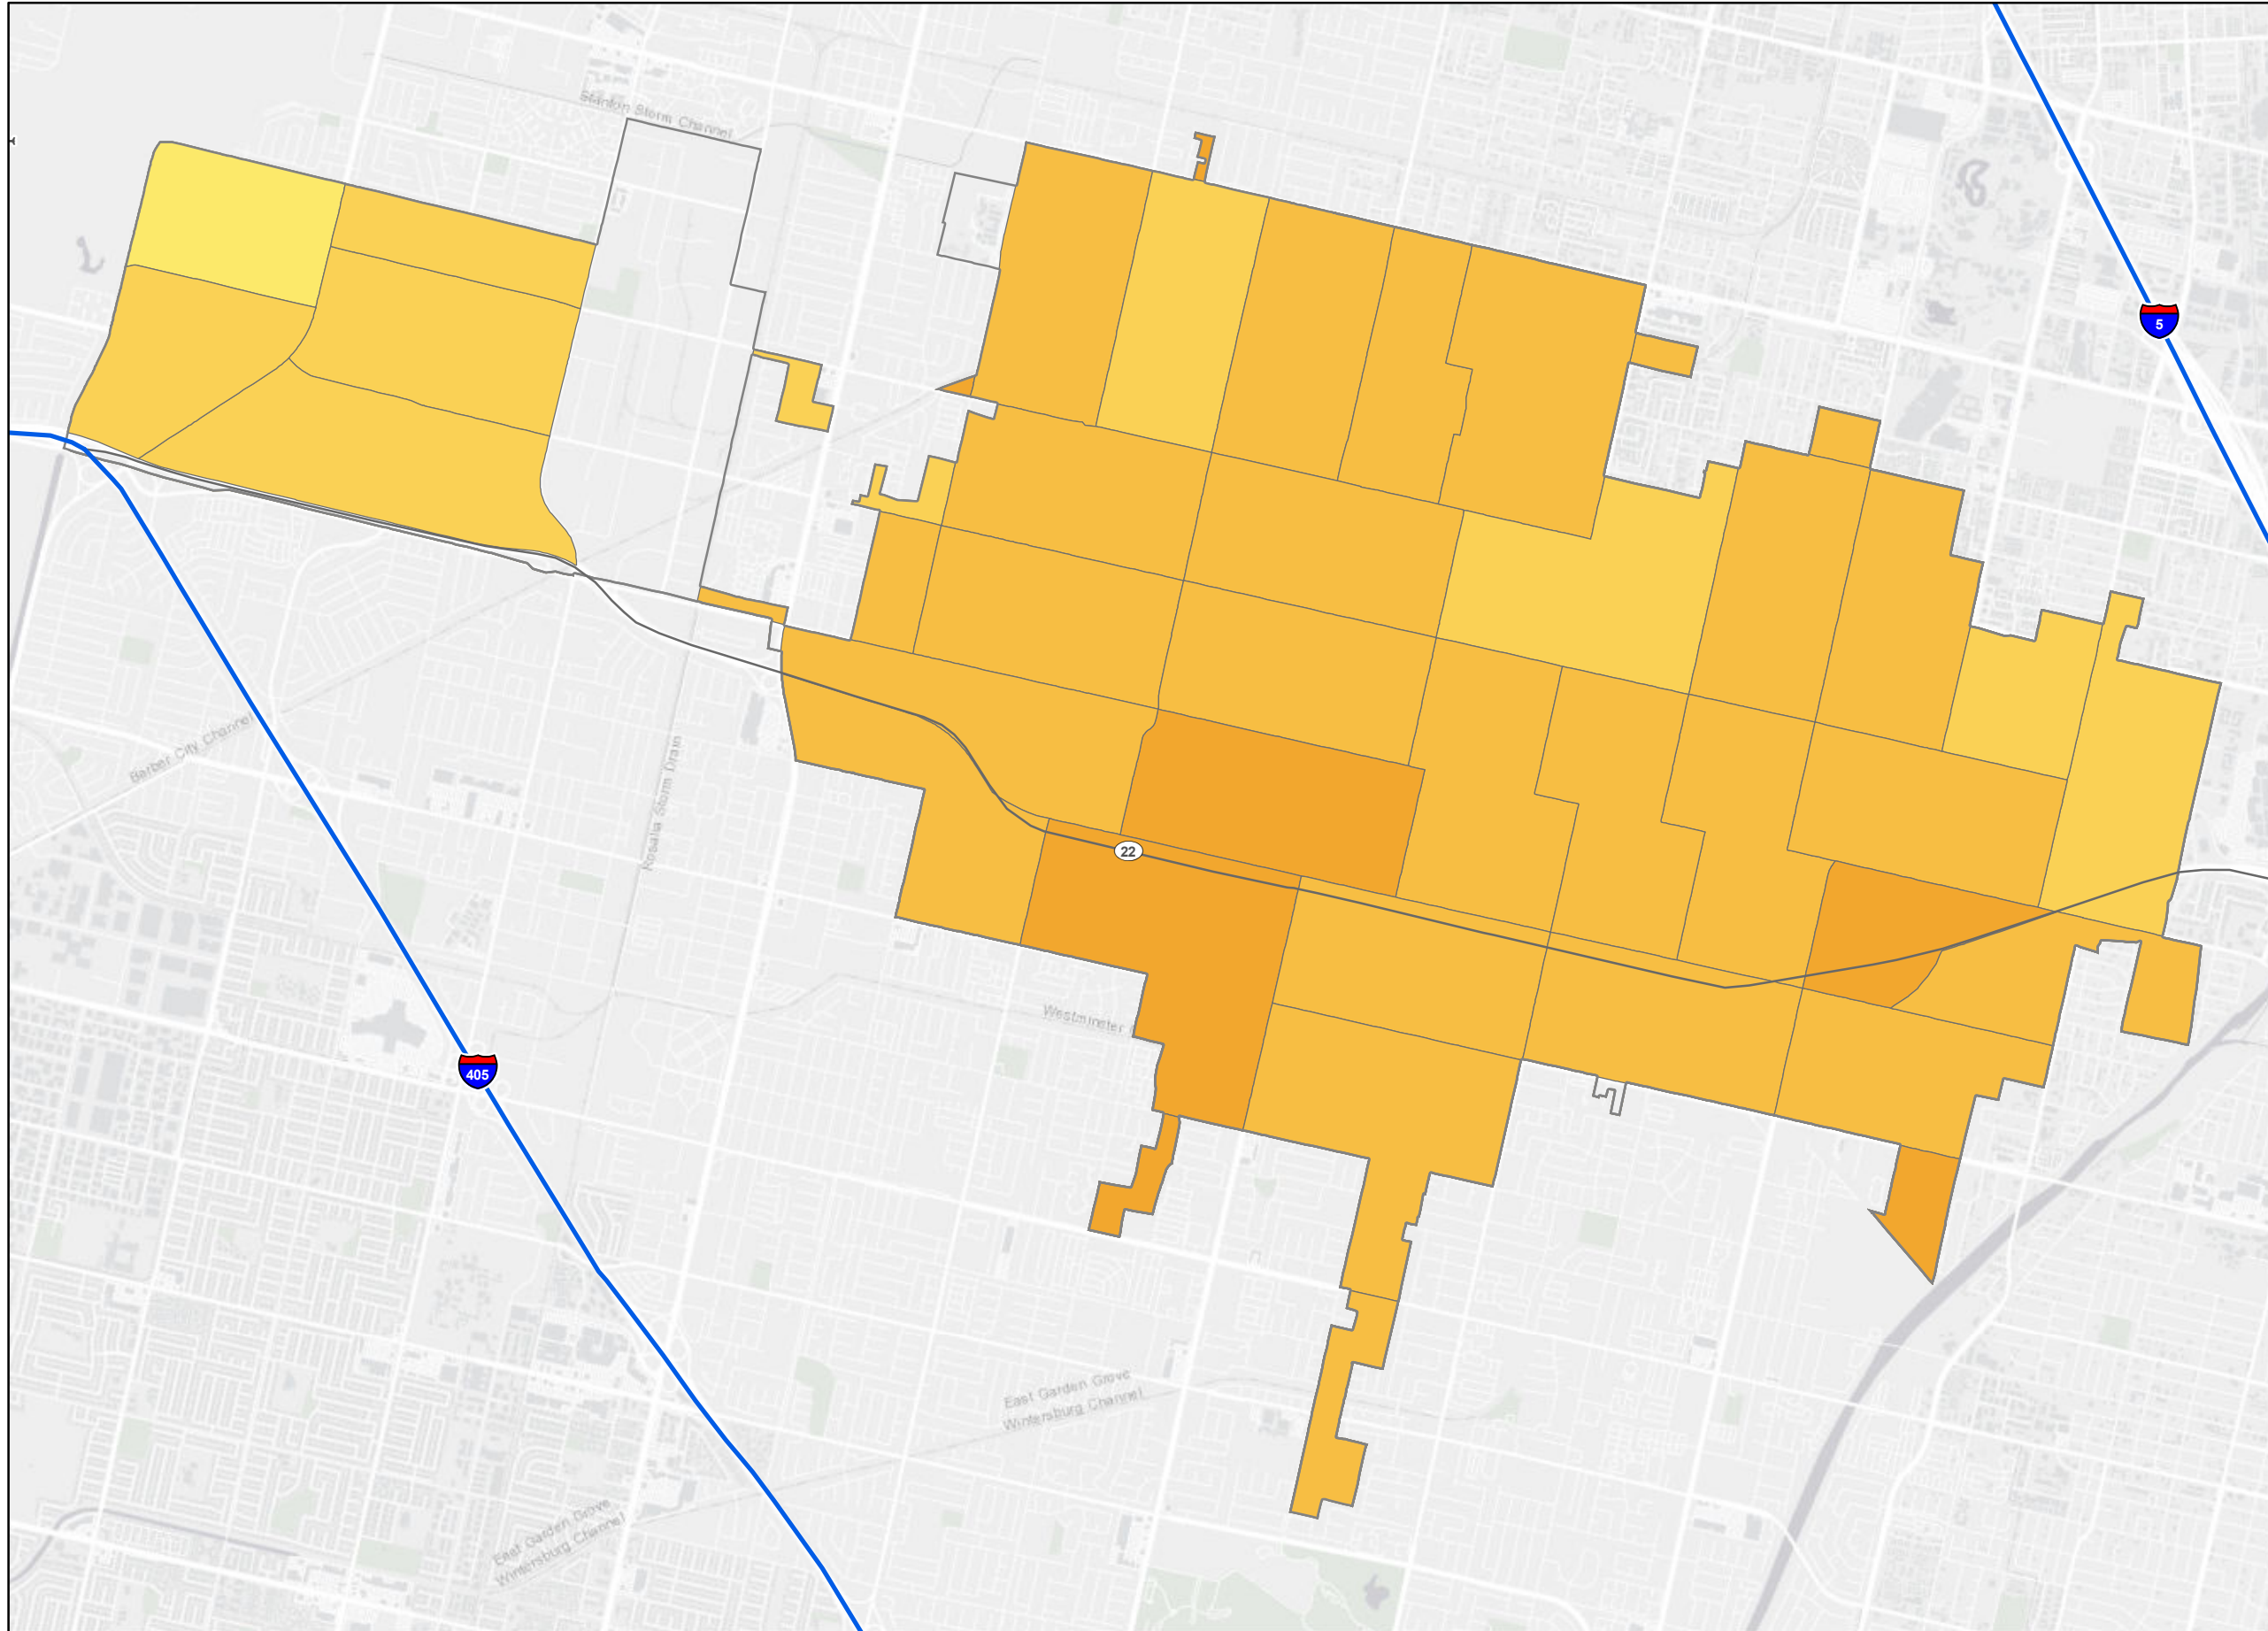 Stanton Storm Channel
5
Barber City Channel
Rosalia Storm Drain
22
Westminster
405
East Garden Grove
Wintersburg Channel
East Garden Grove
Wintersburg Channel